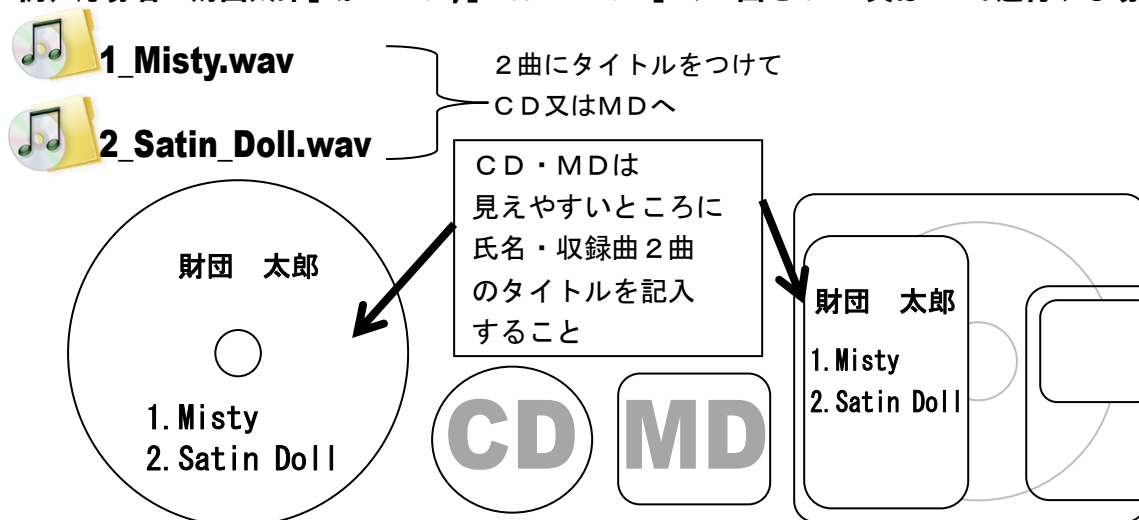 1_Misty.wav
2_Satin_Doll.wav
２曲にタイトルをつけて
ＣＤ又はＭＤへ
ＣＤ・ＭＤは
見えやすいところに
氏名・収録曲２曲
のタイトルを記入
すること
財団　太郎
1.Misty
2.Satin Doll
CD
MD
財団　太郎
1.Misty
2.Satin Doll